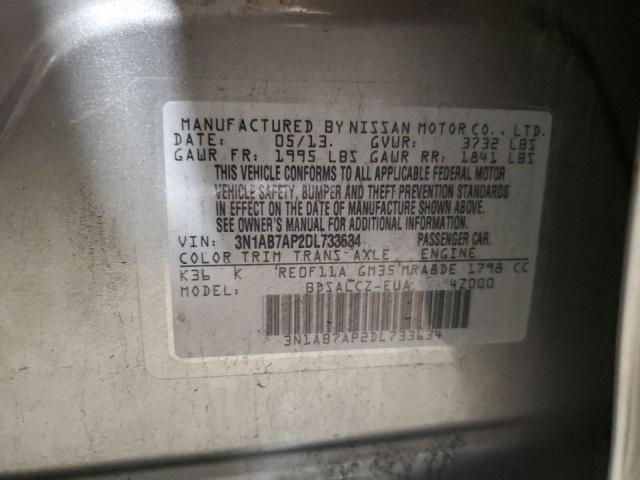 MANUFACTURED BY NISSAN MOTOR CO., LTD.
DATE: 05/13. GVWR: 3732 LBS
GAWR FR: 1995 LBS GAWR RR: 1841 LBS
THIS VEHICLE CONFORMS TO ALL APPLICABLE FEDERAL MOTOR
VEHICLE SAFETY, BUMPER AND THEFT PREVENTION STANDARDS
IN EFFECT ON THE DATE OF MANUFACTURE SHOWN ABOVE.
SEE OWNER'S MANUAL FOR ADDITIONAL INFORMATION.
VIN: 3N1AB7AP2DL733634 PASSENGER CAR.
COLOR TRIM TRANS AXLE ENGINE
K36 K RE0F11A GM35 MRA8DE 1798 CC
MODEL: BDSALCZ-EUA 4Z000
3N1AB7AP2DL733634